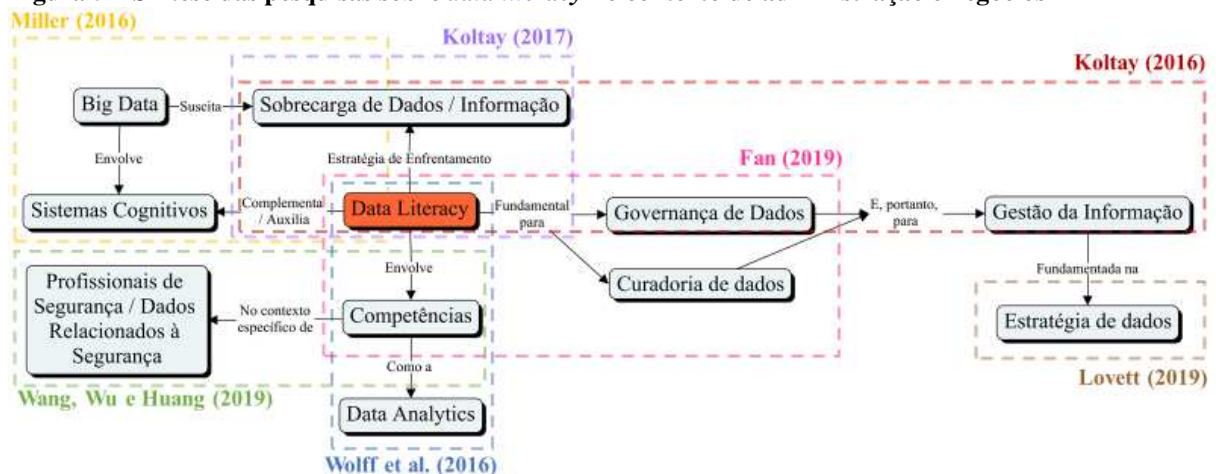 Miller (2016)
Koltay (2017)
Koltay (2016)
Big Data
Suscita
Sobrecarga de Dados / Informação
Envolve
Estratégia de Enfrentamento
Fan (2019)
Sistemas Cognitivos
Complementa
/ Auxilia
Data Literacy
Fundamental
para
Governança de Dados
E, portanto,
para
Gestão da Informação
Envolve
Curadoria de dados
Fundamentada na
Profissionais de
Segurança / Dados
Relacionados à
Segurança
No contexto
específico de
Competências
Estratégia de dados
Como a
Wang, Wu e Huang (2019)
Lovett (2019)
Data Analytics
Wolff et al. (2016)